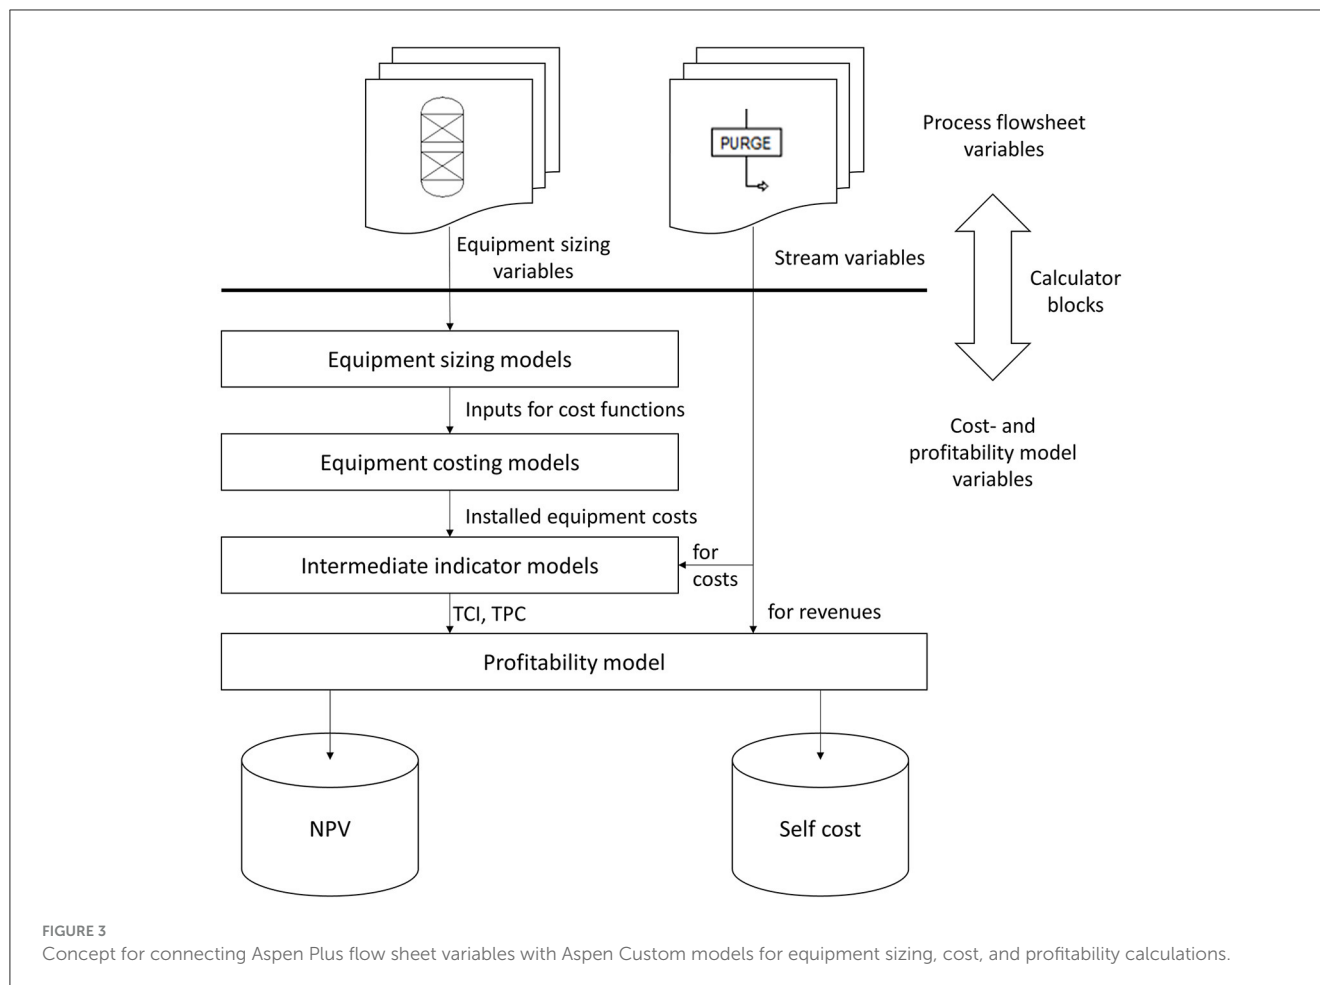 PURGE
Process flowsheet
variables
Equipment sizing
variables
Stream variables
Calculator
blocks
Equipment sizing models
Inputs for cost functions
Cost- and
profitability model
variables
Equipment costing models
Installed equipment costs
Intermediate indicator models
for
costs
TCI, TPC
for revenues
Profitability model
NPV
Self cost
FIGURE 3
Concept for connecting Aspen Plus flow sheet variables with Aspen Custom models for equipment sizing, cost, and profitability calculations.